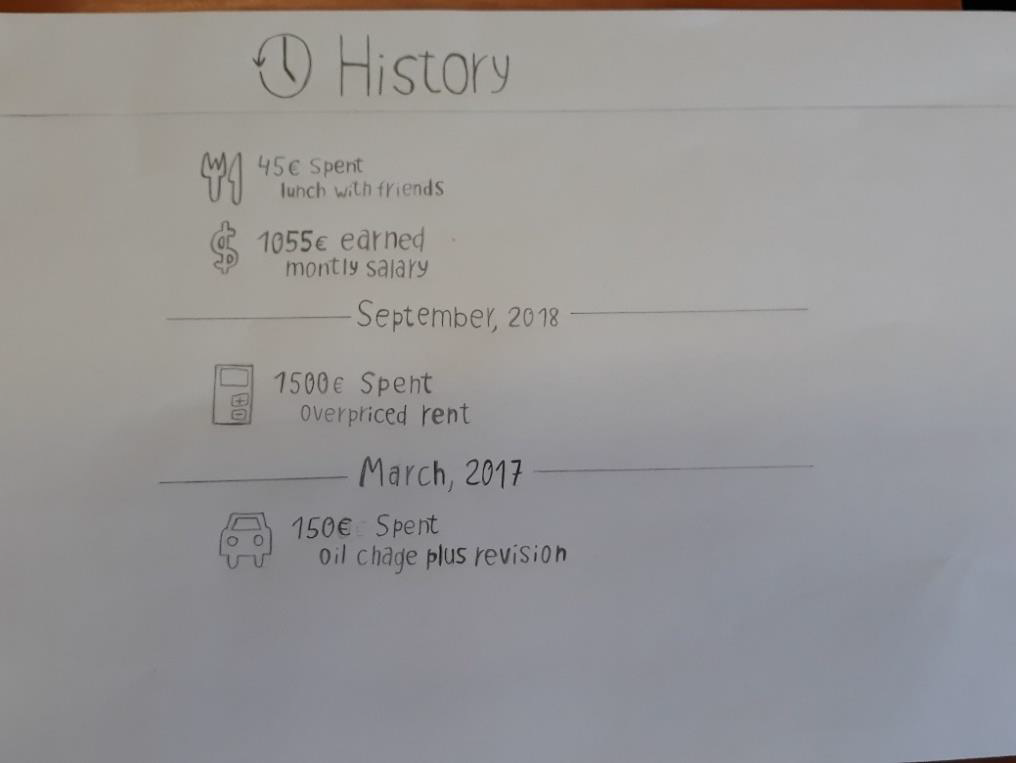 History
45€ Spent
lunch with friends
1055€ earned
montly salary
September, 2018
1500€ Spent
Overpriced rent
March, 2017
150€ Spent
oil chage plus revision